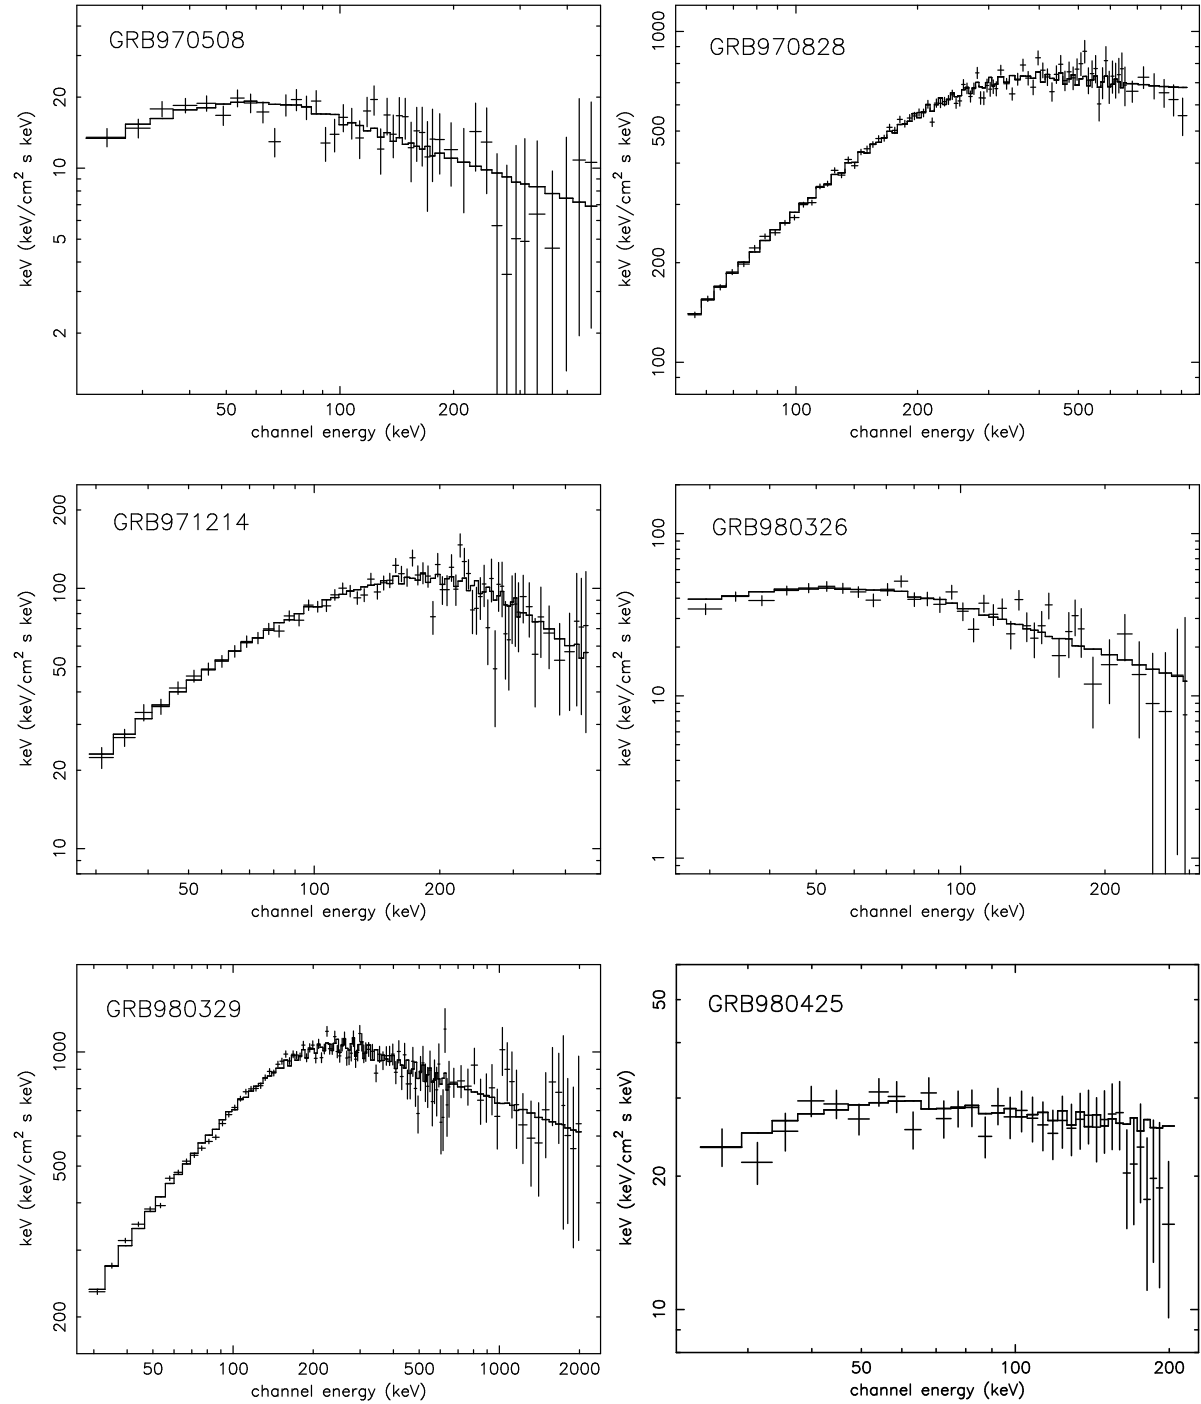 GRB970508
keV (keV/cm² s keV)
20
10
5
2
50 100 200
channel energy (keV)
GRB970828
keV (keV/cm² s keV)
1000
500
200
100
100 200 500
channel energy (keV)
GRB971214
keV (keV/cm² s keV)
200
100
50
20
10
50 100 200
channel energy (keV)
GRB980326
keV (keV/cm² s keV)
100
10
1
50 100 200
channel energy (keV)
GRB980329
keV (keV/cm² s keV)
1000
500
200
50 100 200 500 1000 2000
channel energy (keV)
GRB980425
keV (keV/cm² s keV)
50
20
10
50 100 200
channel energy (keV)